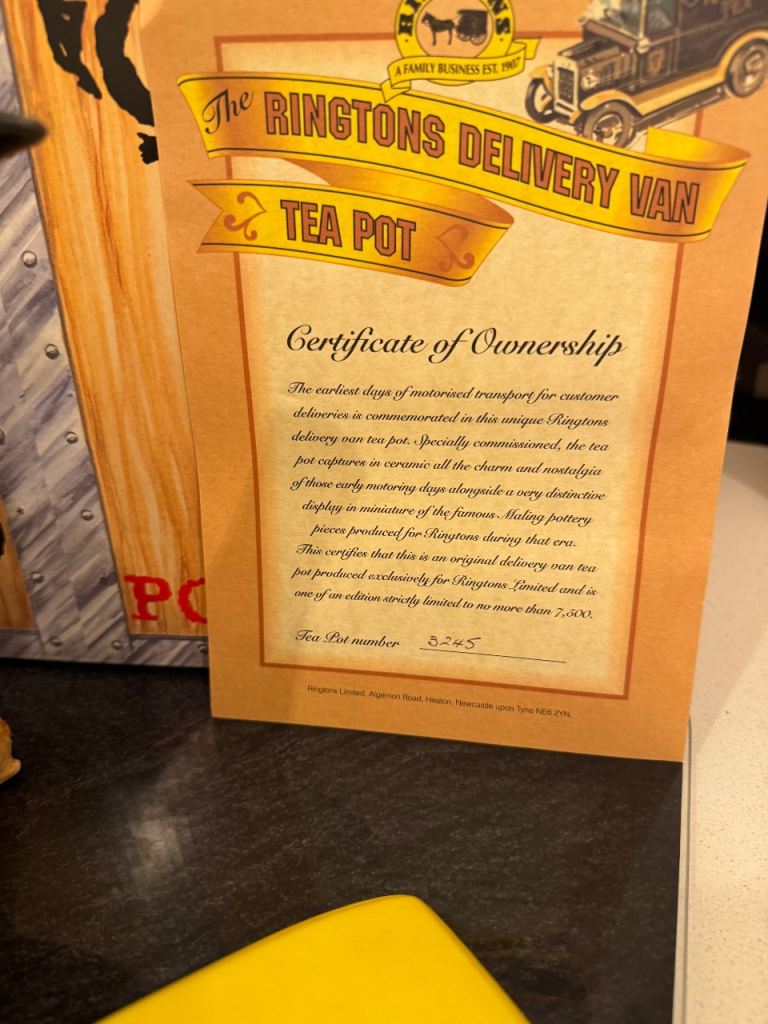 A FAMILY BUSINESS EST. 1907
The RINGTONS DELIVERY VAN
TEA POT
Certificate of Ownership
The earliest days of motorised transport for customer
deliveries is commemorated in this unique Ringtons
delivery van tea pot. Specially commissioned, the tea
pot captures in ceramic all the charm and nostalgia
of those early motoring days alongside a very distinctive
display in miniature of the famous Maling pottery
pieces produced for Ringtons during that era.
This certifies that this is an original delivery van tea
pot produced exclusively for Ringtons Limited and is
one of an edition strictly limited to no more than 7,500.
Tea Pot number 3245
Ringtons Limited, Algernon Road, Heaton, Newcastle upon Tyne NE6 2YN.
PO